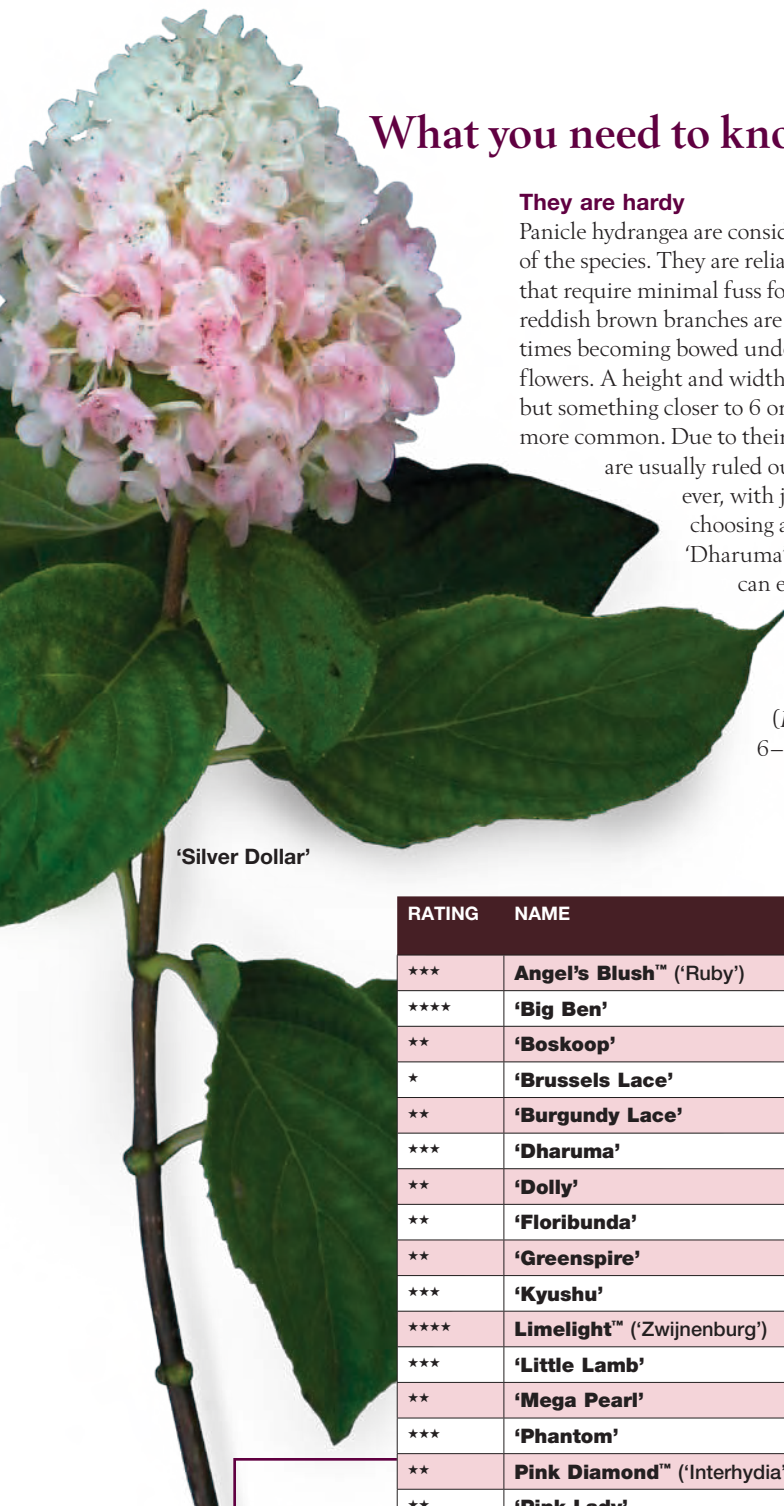 What you need to kno
They are hardy
Panicle hydrangea are consid
of the species. They are relia
that require minimal fuss fo
reddish brown branches are
times becoming bowed unde
flowers. A height and width
but something closer to 6 or
more common. Due to their
are usually ruled ou
ever, with j
choosing a
‘Dharuma’
can e
(
6–
‘Silver Dollar’
RATING NAME
★★★ Angel’s Blush™ (‘Ruby’)
★★★★ ‘Big Ben’
★★ ‘Boskoop’
★ ‘Brussels Lace’
★★ ‘Burgundy Lace’
★★★ ‘Dharuma’
★★ ‘Dolly’
★★ ‘Floribunda’
★★ ‘Greenspire’
★★★ ‘Kyushu’
★★★★ Limelight™ (‘Zwijnenburg’)
★★★ ‘Little Lamb’
★★ ‘Mega Pearl’
★★★ ‘Phantom’
★★ Pink Diamond™ (‘Interhydia’
★★ ‘Pink Lady’